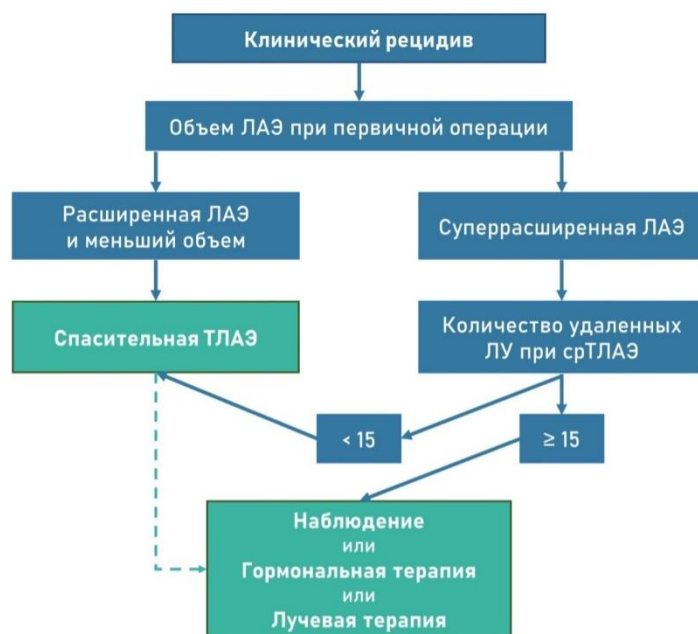 Клинический рецидив
Объем ЛАЭ при первичной операции
Расширенная ЛАЭ
и меньший объем
Суперрасширенная ЛАЭ
Спасительная ТЛАЭ
Количество удаленных
ЛУ при срТЛАЭ
< 15
≥ 15
Наблюдение
или
Гормональная терапия
или
Лучевая терапия